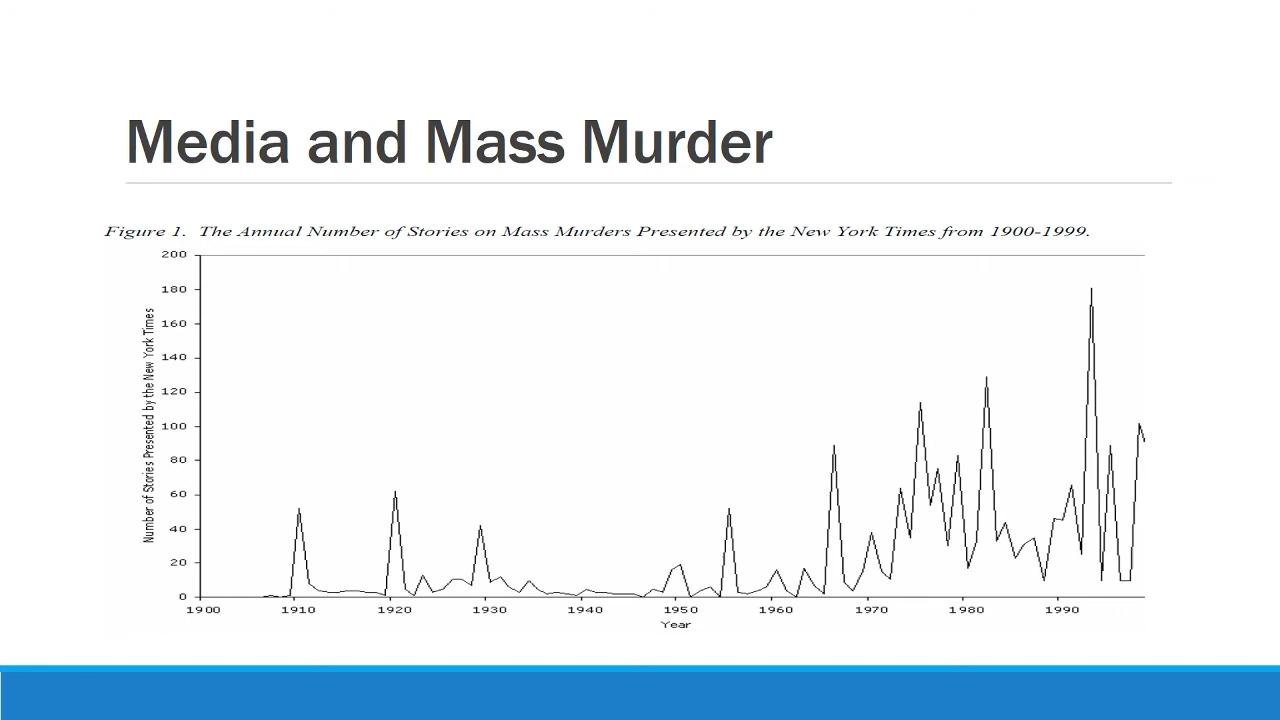 Media and Mass Murder
Figure 1. The Annual Number of Stories on Mass Murders Presented by the New York Times from 1900-1999.
200
180
160
140
120
100
80
60
40
20
0
Number of Stories Presented by the New York Times
1900 1910 1920 1930 1940 1950 1960 1970 1980 1990
Year